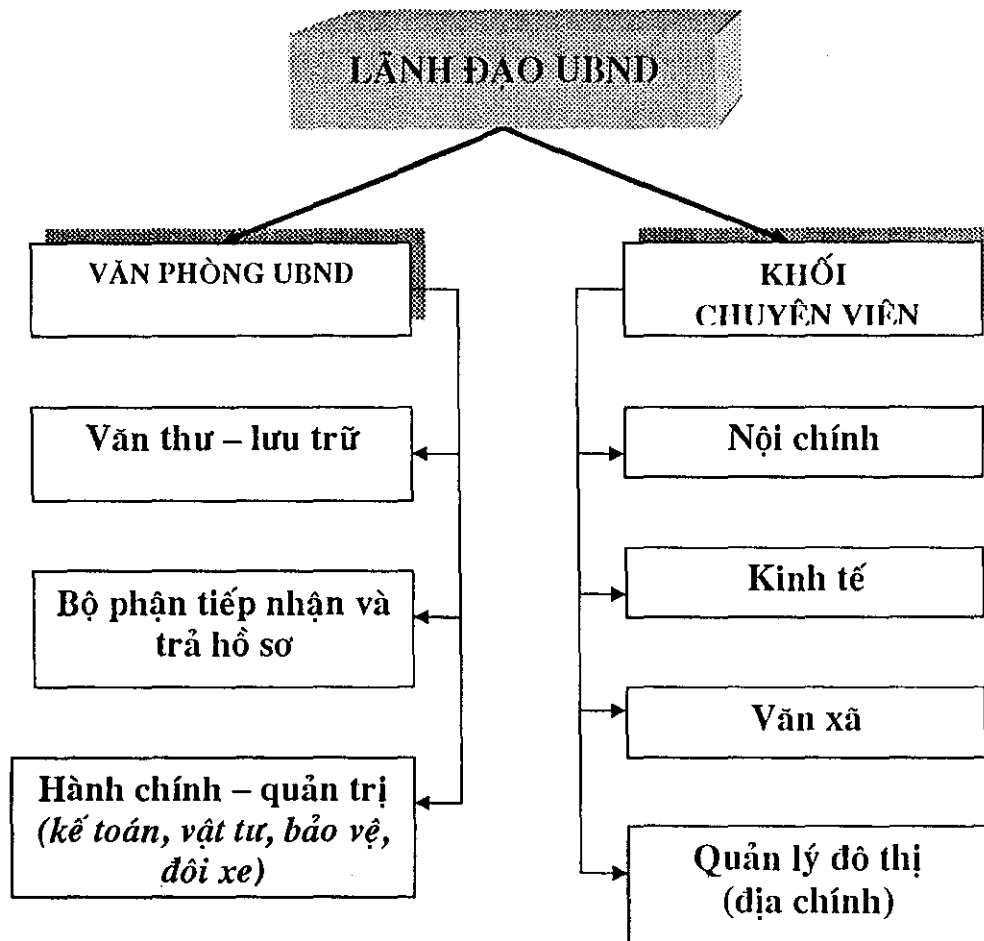 LÃNH ĐẠO UBND
VĂN PHÒNG UBND
Văn thư – lưu trữ
Bộ phận tiếp nhận và
trả hồ sơ
Hành chính – quản trị
(kế toán, vật tư, bảo vệ,
đôi xe)
KHỐI
CHUYÊN VIÊN
Nội chính
Kinh tế
Văn xã
Quản lý đô thị
(địa chính)